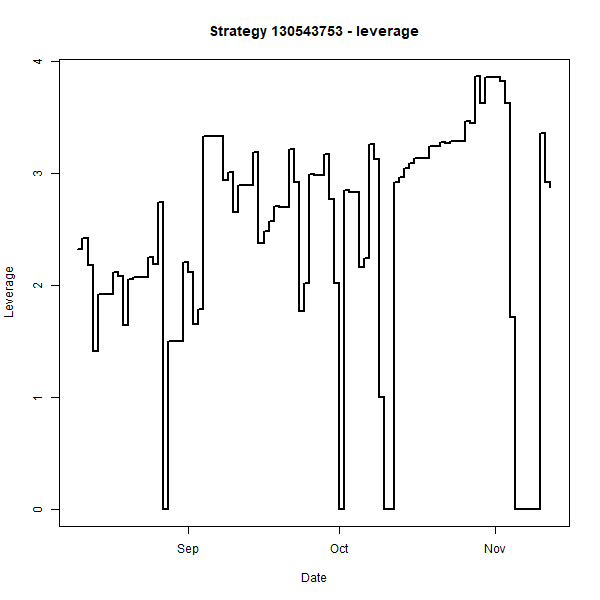 Strategy 130543753 - leverage
4
3
2
1
0
Leverage
Sep
Oct
Nov
Date